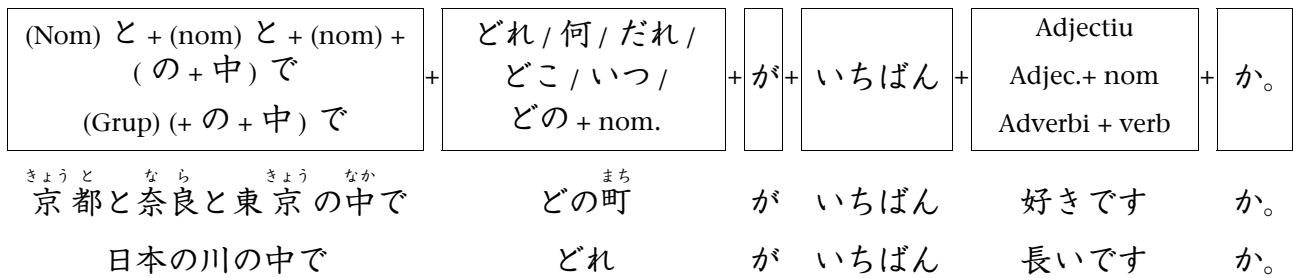 (Nom) と + (nom) と + (nom) +
( の + 中 ) で
(Grup) (+ の + 中 ) で
+
どれ / 何 / だれ /
どこ / いつ /
どの + nom.
+
が
+
いちばん
+
Adjectiu
Adjec.+ nom
Adverbi + verb
+
か。
きょう と な ら きょう なか まち
京都と奈良と東京の中で どの町 が いちばん 好きです か。
日本の川の中で どれ が いちばん 長いです か。